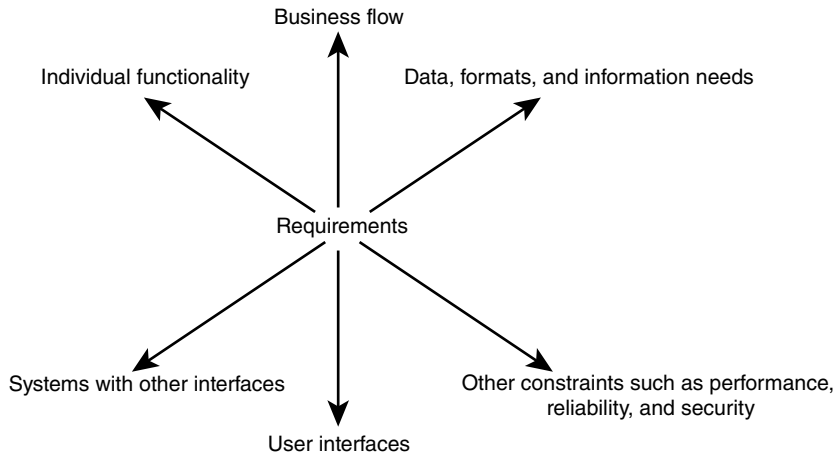 Business flow
Individual functionality
Data, formats, and information needs
Requirements
Systems with other interfaces
Other constraints such as performance,
reliability, and security
User interfaces